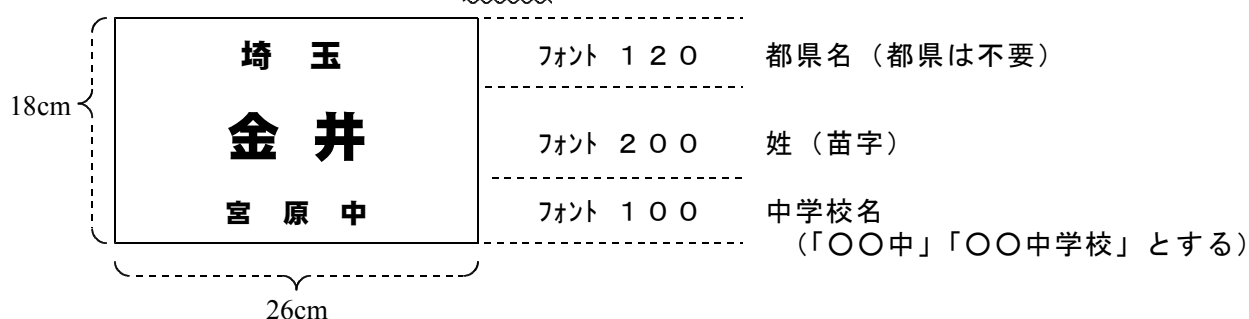 埼 玉 ﾌｫﾝﾄ １２０ 都県名（都県は不要）
18cm
金 井 ﾌｫﾝﾄ ２００ 姓（苗字）
宮 原 中 ﾌｫﾝﾄ １００ 中学校名
（「〇〇中」「〇〇中学校」とする）
26cm